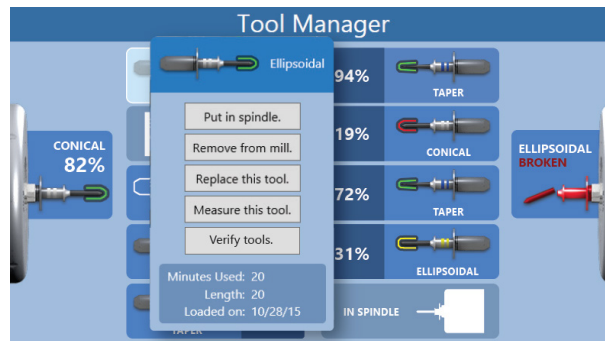 Tool Manager
Ellipsoidal
Put in spindle.
Remove from mill.
Replace this tool.
Measure this tool.
Verify tools.
Minutes Used: 20
Length: 20
Loaded on: 10/28/15
CONICAL
82%
94%
TAPER
19%
CONICAL
72%
TAPER
31%
ELLIPSOIDAL
IN SPINDLE
ELLIPSOIDAL
BROKEN
TAPER